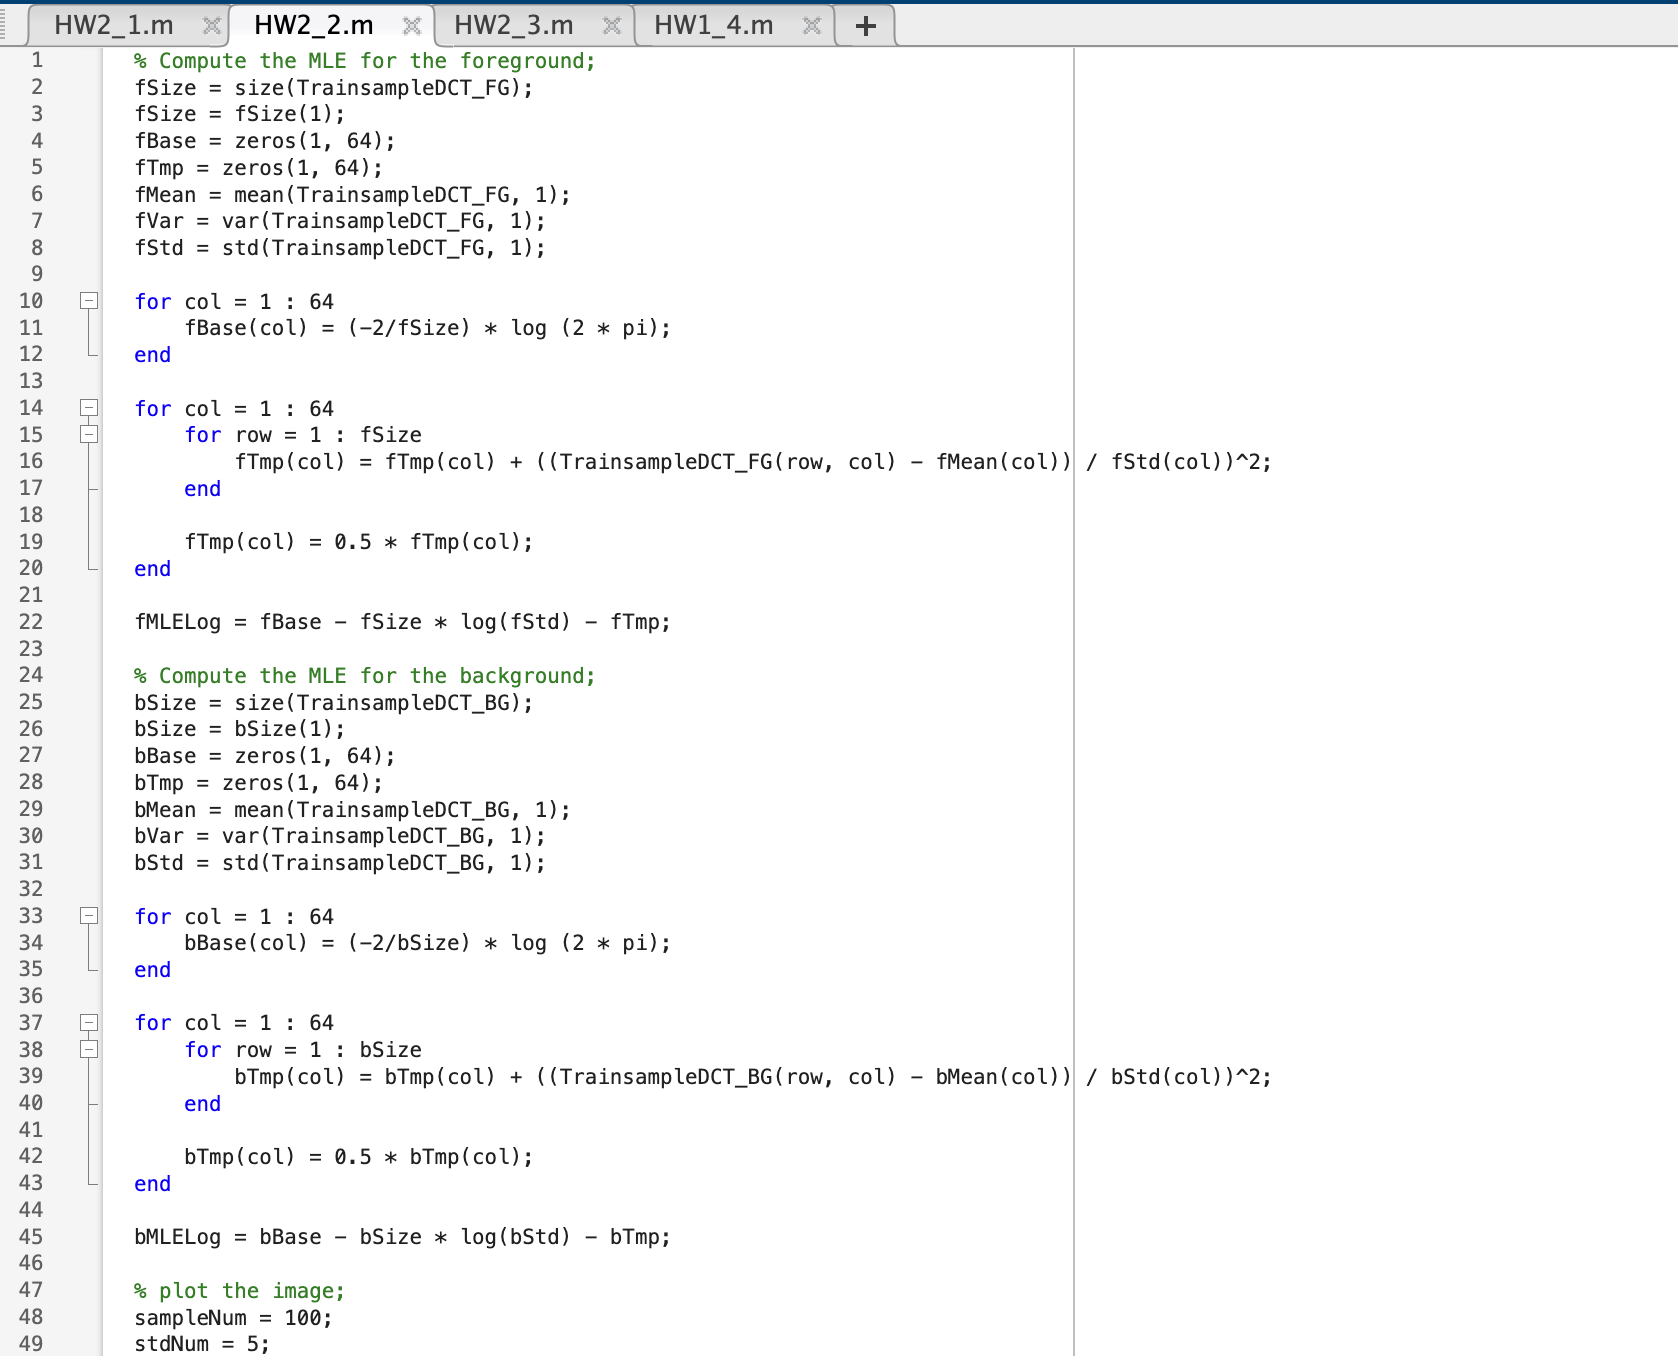 HW2_1.m HW2_2.m HW2_3.m HW1_4.m +
1 % Compute the MLE for the foreground;
2 fSize = size(TrainsampleDCT_FG);
3 fSize = fSize(1);
4 fBase = zeros(1, 64);
5 fTmp = zeros(1, 64);
6 fMean = mean(TrainsampleDCT_FG, 1);
7 fVar = var(TrainsampleDCT_FG, 1);
8 fStd = std(TrainsampleDCT_FG, 1);
9
10 for col = 1 : 64
11 fBase(col) = (-2/fSize) * log (2 * pi);
12 end
13
14 for col = 1 : 64
15 for row = 1 : fSize
16 fTmp(col) = fTmp(col) + ((TrainsampleDCT_FG(row, col) - fMean(col)) / fStd(col))^2;
17 end
18
19 fTmp(col) = 0.5 * fTmp(col);
20 end
21
22 fMLELog = fBase - fSize * log(fStd) - fTmp;
23
24 % Compute the MLE for the background;
25 bSize = size(TrainsampleDCT_BG);
26 bSize = bSize(1);
27 bBase = zeros(1, 64);
28 bTmp = zeros(1, 64);
29 bMean = mean(TrainsampleDCT_BG, 1);
30 bVar = var(TrainsampleDCT_BG, 1);
31 bStd = std(TrainsampleDCT_BG, 1);
32
33 for col = 1 : 64
34 bBase(col) = (-2/bSize) * log (2 * pi);
35 end
36
37 for col = 1 : 64
38 for row = 1 : bSize
39 bTmp(col) = bTmp(col) + ((TrainsampleDCT_BG(row, col) - bMean(col)) / bStd(col))^2;
40 end
41
42 bTmp(col) = 0.5 * bTmp(col);
43 end
44
45 bMLELog = bBase - bSize * log(bStd) - bTmp;
46
47 % plot the image;
48 sampleNum = 100;
49 stdNum = 5;